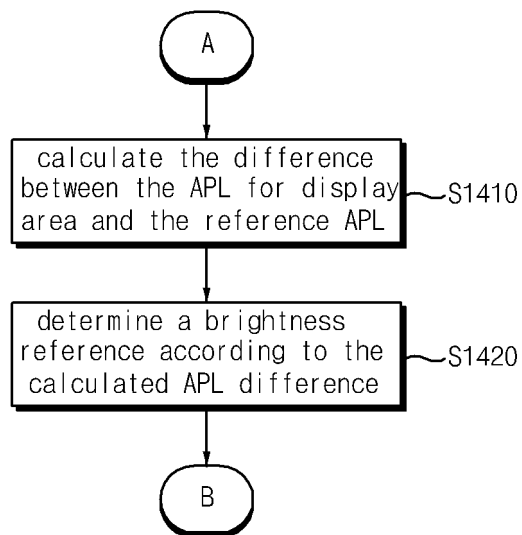 A
calculate the difference
between the APL for display
area and the reference APL
S1410
determine a brightness
reference according to the
calculated APL difference
S1420
B